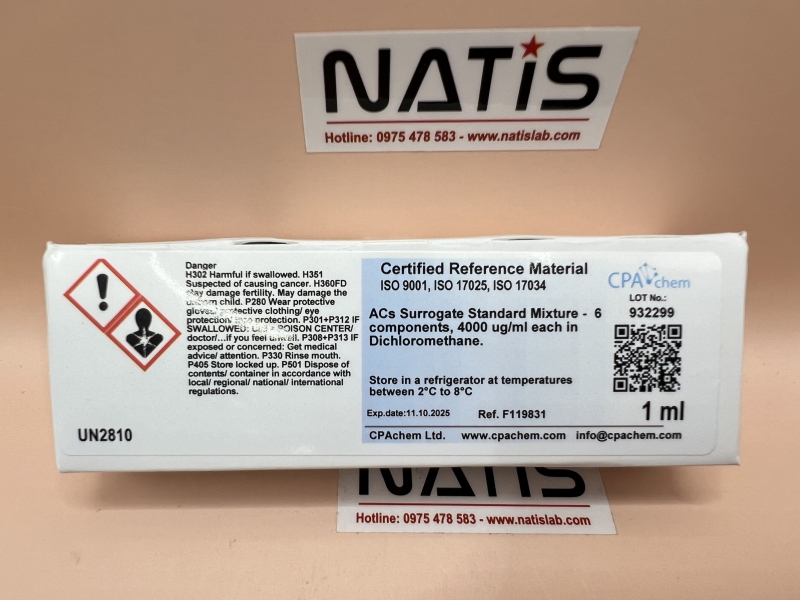 NATIS
Hotline: 0975 478 583 - www.natislab.com
Danger
H302 Harmful if swallowed. H351
Suspected of causing cancer. H360FD
May damage fertility. May damage the
unborn child. P280 Wear protective
gloves/ protective clothing/ eye
protection/ face protection. P301+P312 IF
SWALLOWED: Call a POISON CENTER/
doctor/...if you feel unwell. P308+P313 IF
exposed or concerned: Get medical
advice/ attention. P330 Rinse mouth.
P405 Store locked up. P501 Dispose of
contents/ container in accordance with
local/ regional/ national/ international
regulations.
UN2810
Certified Reference Material
ISO 9001, ISO 17025, ISO 17034
ACs Surrogate Standard Mixture - 6
components, 4000 ug/ml each in
Dichloromethane.
Store in a refrigerator at temperatures
between 2°C to 8°C
Exp.date:11.10.2025 Ref. F119831
CPAchem Ltd. www.cpachem.com info@cpachem.com
CPAchem
LOT No.:
932299
1 ml
NATIS
Hotline: 0975 478 583 - www.natislab.com